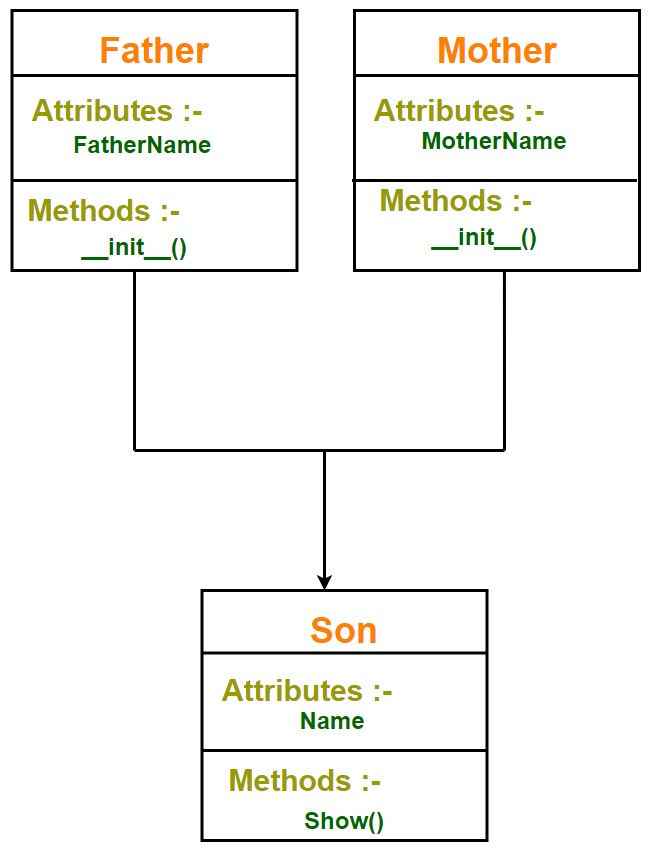 Father
Attributes :-
FatherName
Methods :-
__init__()
Mother
Attributes :-
MotherName
Methods :-
__init__()
Son
Attributes :-
Name
Methods :-
Show()